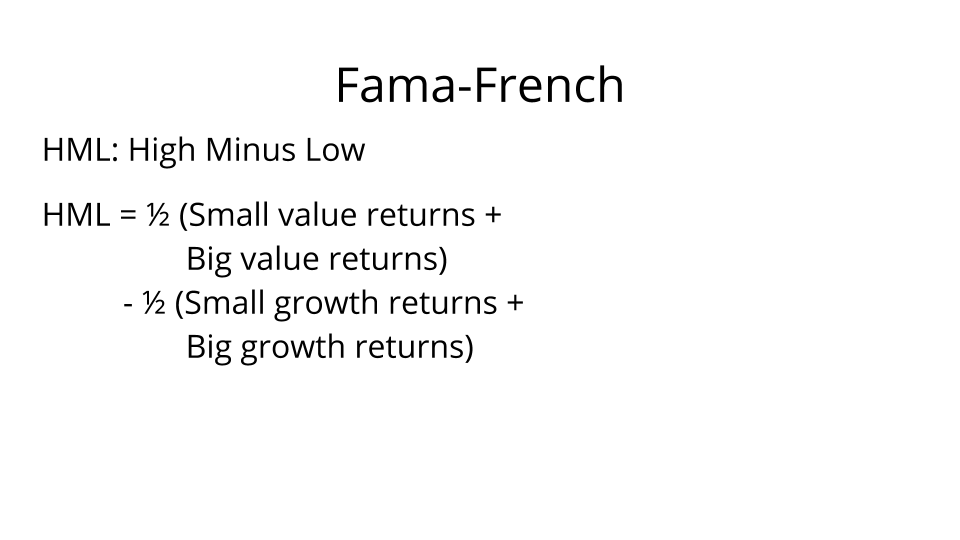 Fama-French
HML: High Minus Low
HML = ½ (Small value returns +
Big value returns)
- ½ (Small growth returns +
Big growth returns)